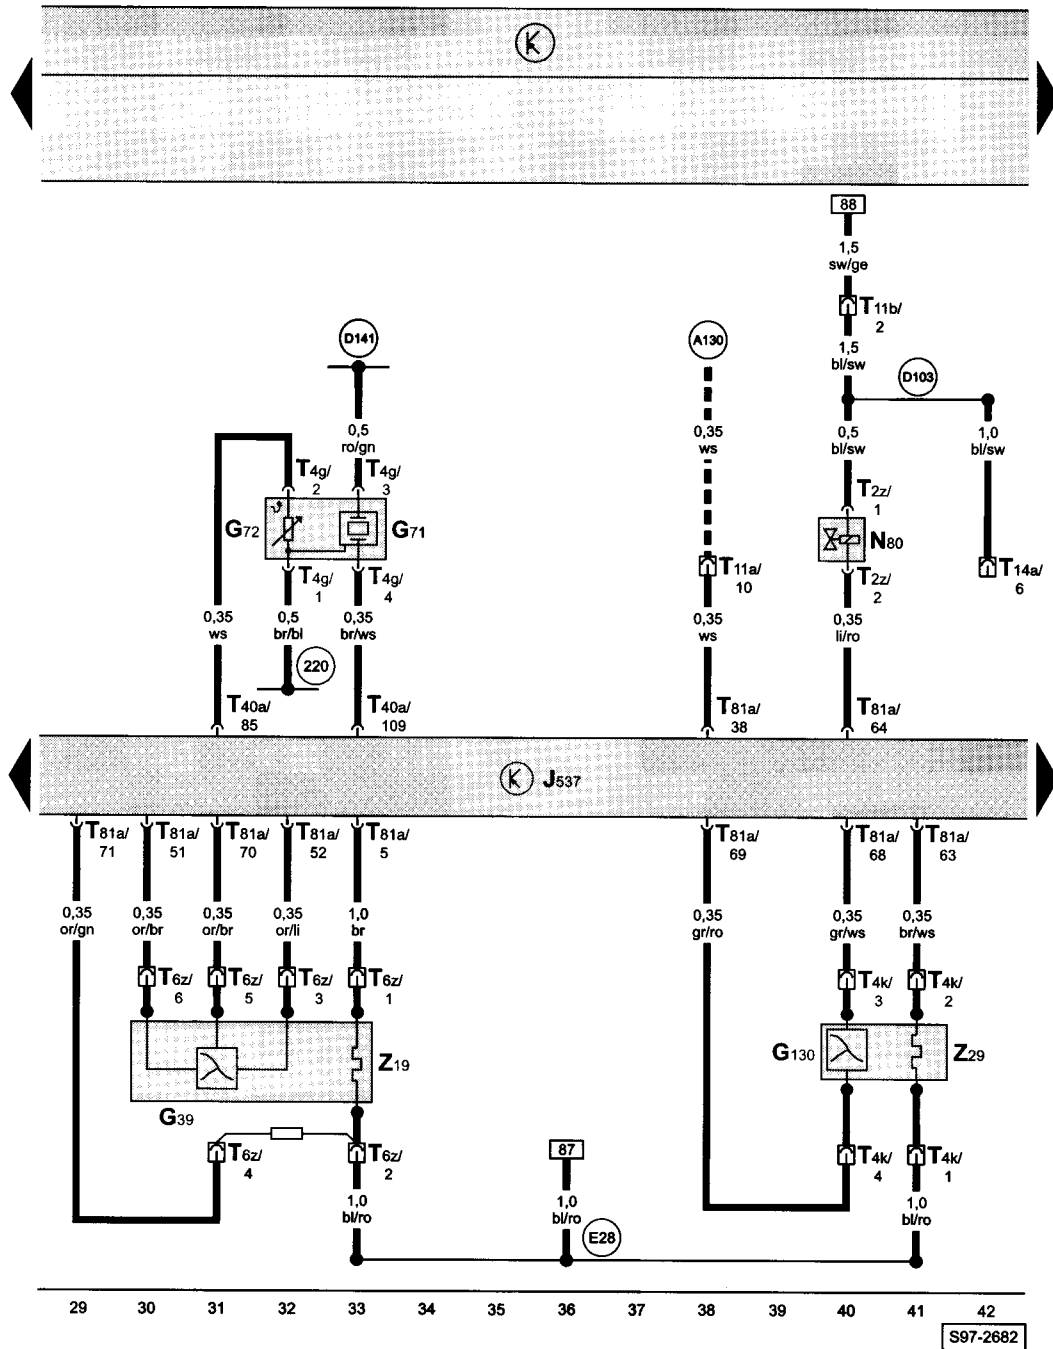 K
88
1,5
sw/ge
T11b/
2
1,5
bl/sw
D141
A130
D103
0,5
ro/gn
0,35
ws
0,5
bl/sw
1,0
bl/sw
T4g/
2
T4g/
3
T2z/
1
G72
G71
N80
T4g/
1
T4g/
4
T11a/
10
T2z/
2
T14a/
6
0,35
ws
0,5
br/bl
0,35
br/ws
0,35
ws
0,35
li/ro
220
T40a/
85
T40a/
109
T81a/
38
T81a/
64
K J537
T81a/
71
T81a/
51
T81a/
70
T81a/
52
T81a/
5
T81a/
69
T81a/
68
T81a/
63
0,35
or/gn
0,35
or/br
0,35
or/br
0,35
or/li
1,0
br
0,35
gr/ro
0,35
gr/ws
0,35
br/ws
T6z/
6
T6z/
5
T6z/
3
T6z/
1
T4k/
3
T4k/
2
Z19
G130
Z29
G39
T6z/
4
T6z/
2
87
T4k/
4
T4k/
1
1,0
bl/ro
1,0
bl/ro
1,0
bl/ro
E28
29 30 31 32 33 34 35 36 37 38 39 40 41 42
S97-2682